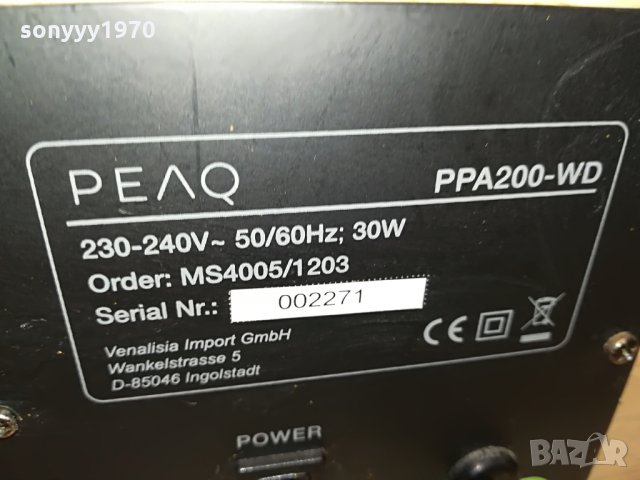 sonyyy1970
PEAQ
PPA200-WD
230-240V~ 50/60Hz; 30W
Order: MS4005/1203
Serial Nr.: 002271
Venalisia Import GmbH
Wankelstrasse 5
D-85046 Ingolstadt
CE
POWER
BAZAR